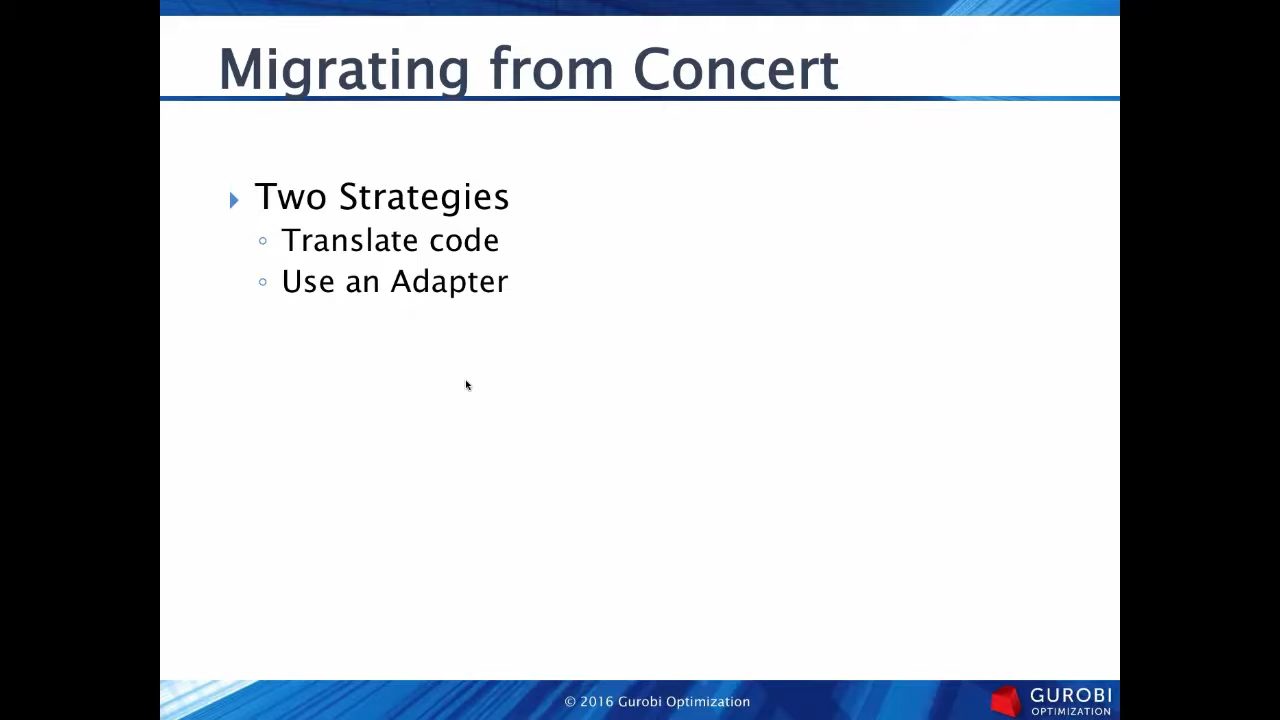 Migrating from Concert
Two Strategies
Translate code
Use an Adapter
© 2016 Gurobi Optimization
GUROBI
OPTIMIZATION